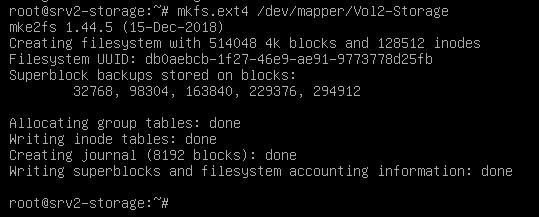 root@srv2-storage:~# mkfs.ext4 /dev/mapper/Vol2-Storage
mke2fs 1.44.5 (15-Dec-2018)
Creating filesystem with 514048 4k blocks and 128512 inodes
Filesystem UUID: db0aebcb-1f27-46e9-ae91-9773778d25fb
Superblock backups stored on blocks:
        32768, 98304, 163840, 229376, 294912

Allocating group tables: done
Writing inode tables: done
Creating journal (8192 blocks): done
Writing superblocks and filesystem accounting information: done

root@srv2-storage:~#